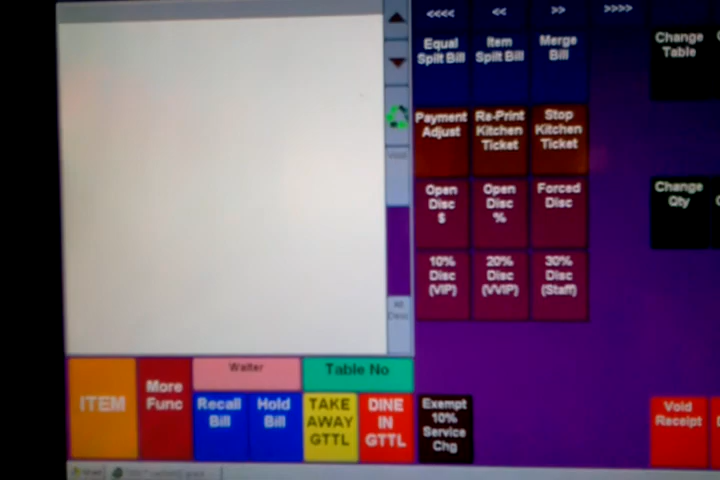 <<<< << >> >>>>
Equal
Split Bill
Item
Split Bill
Merge
Bill
Change
Table
Payment
Adjust
Re-Print
Kitchen
Ticket
Stop
Kitchen
Ticket
Void
Open
Disc
$
Open
Disc
%
Forced
Disc
Change
Qty
10%
Disc
(VIP)
20%
Disc
(VVIP)
30%
Disc
(Staff)
ITEM
More
Func
Waiter
Table No
Recall
Bill
Hold
Bill
TAKE
AWAY
GTTL
DINE
IN
GTTL
Exempt
10%
Service
Chg
Void
Receipt